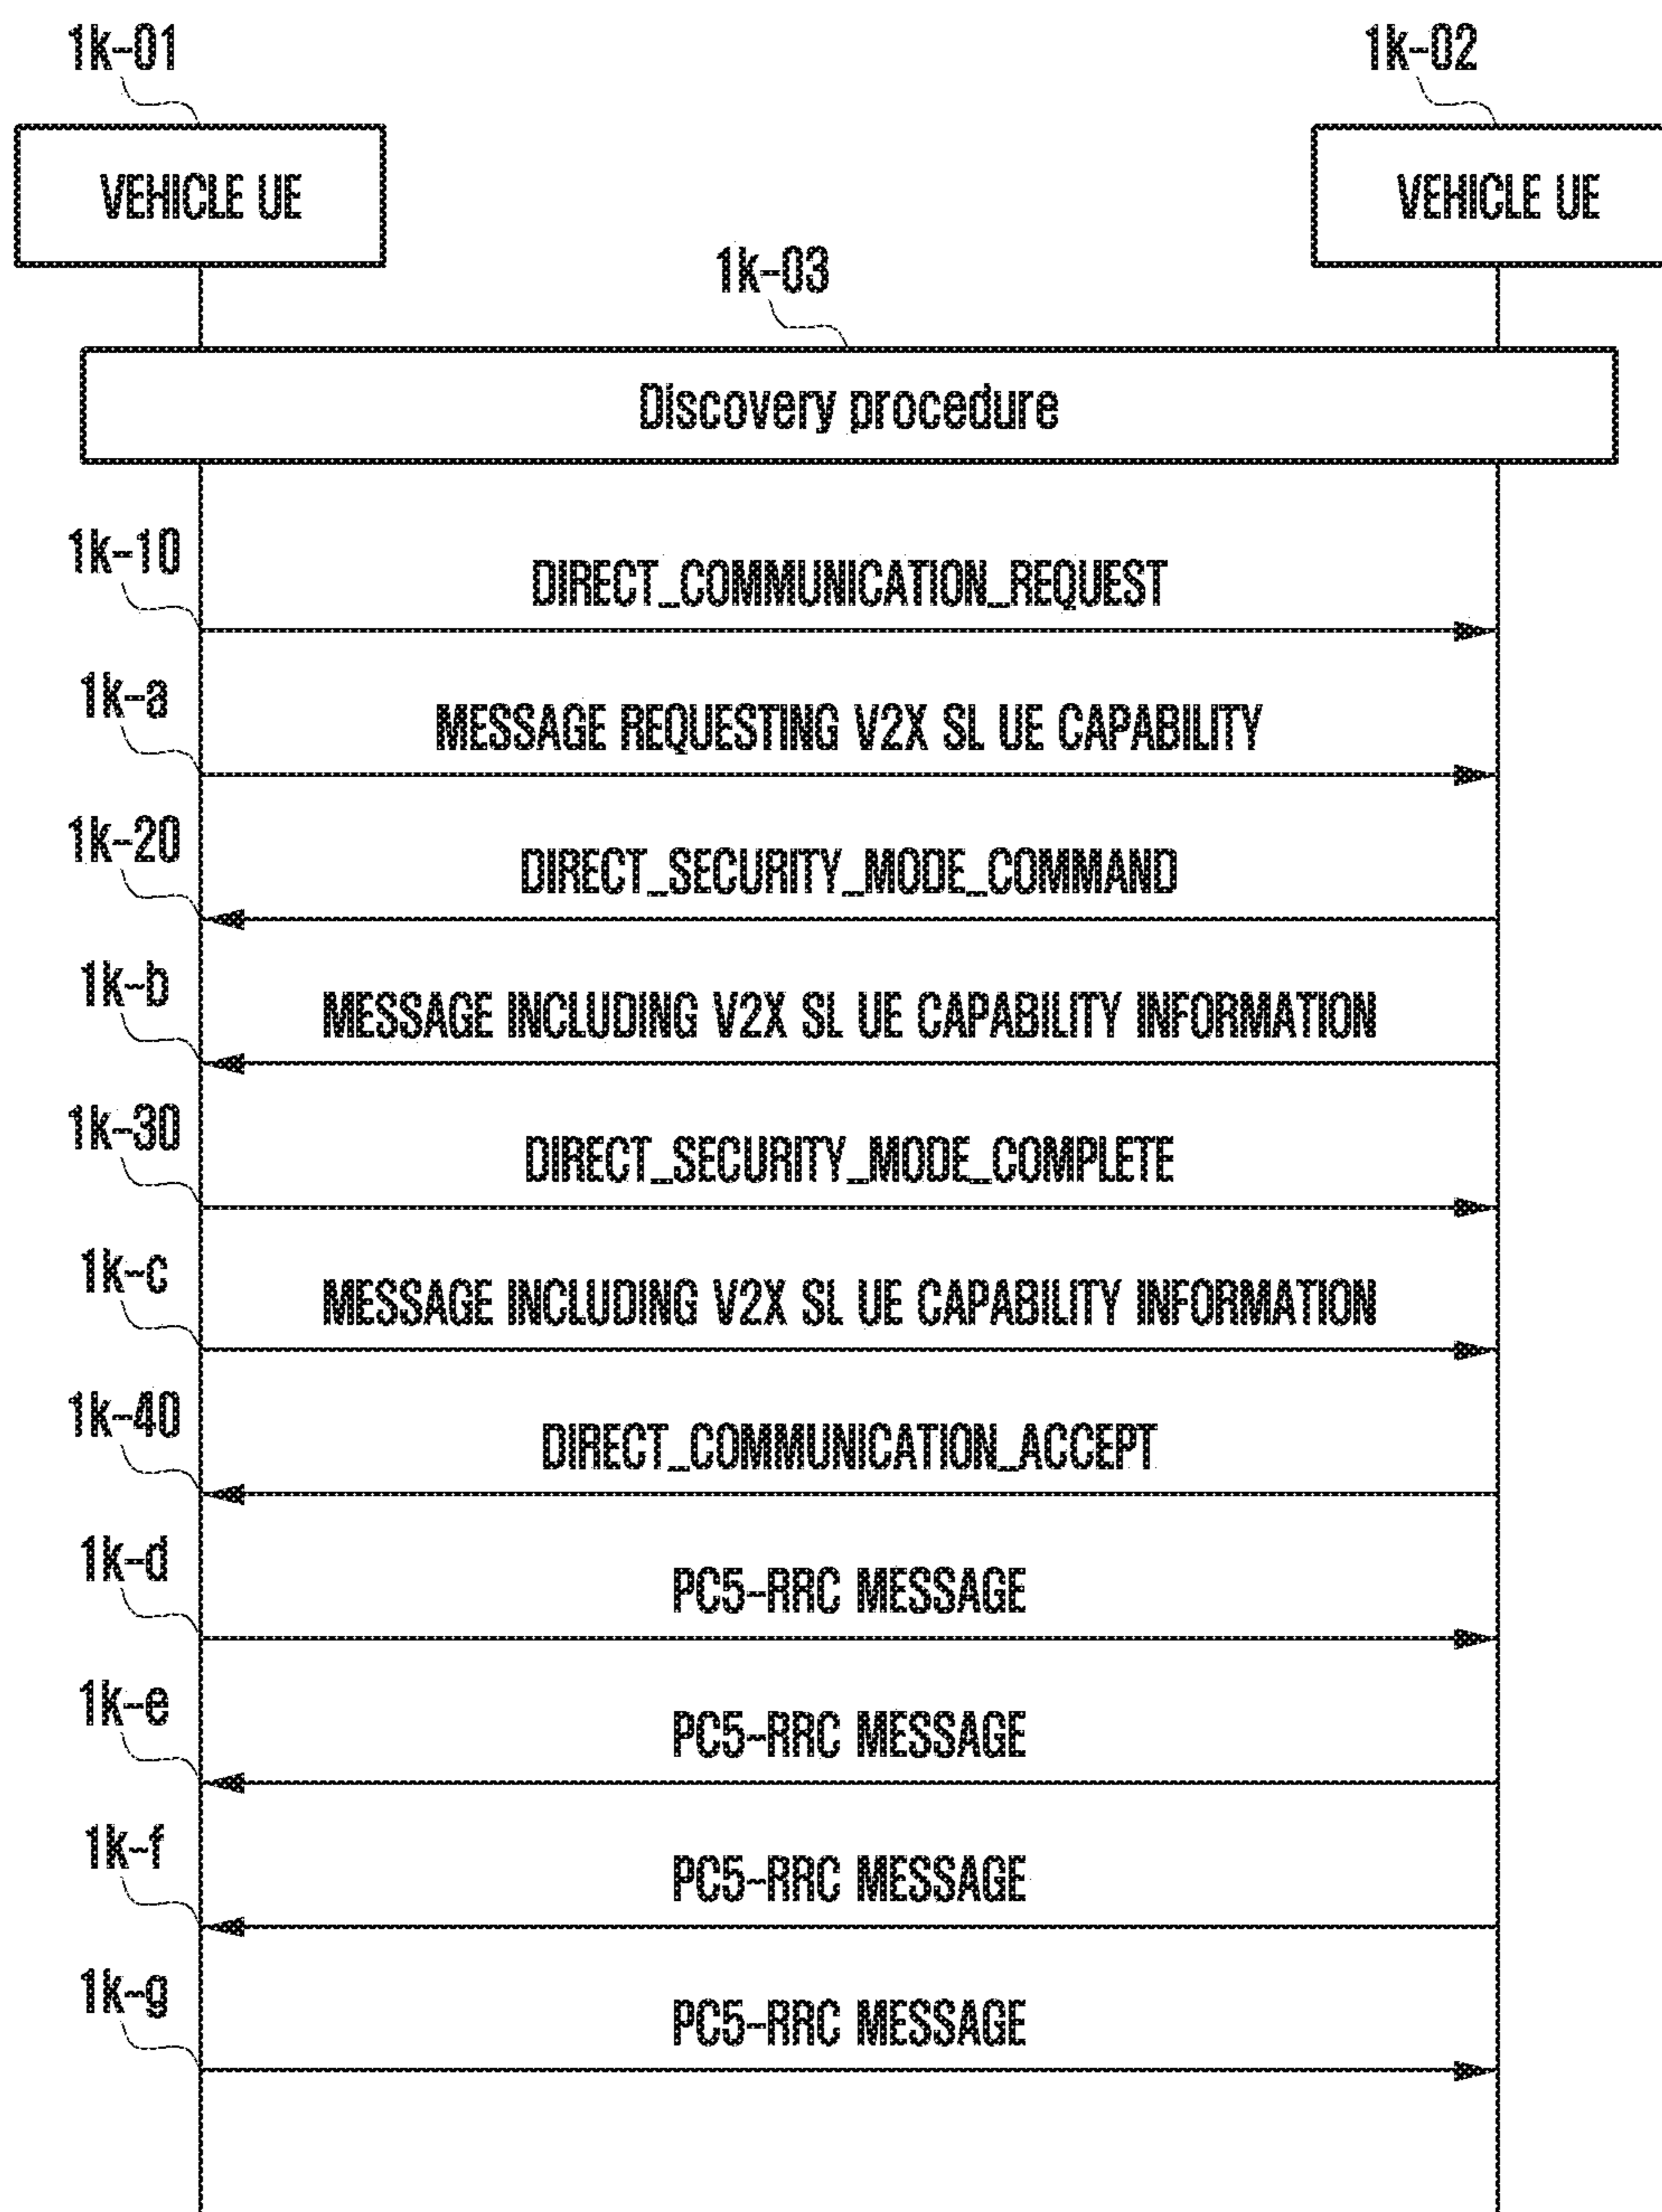 1k-01
1k-02
VEHICLE UE
VEHICLE UE
1k-03
Discovery procedure
1k-10
DIRECT_COMMUNICATION_REQUEST
1k-a
MESSAGE REQUESTING V2X SL UE CAPABILITY
1k-20
DIRECT_SECURITY_MODE_COMMAND
1k-b
MESSAGE INCLUDING V2X SL UE CAPABILITY INFORMATION
1k-30
DIRECT_SECURITY_MODE_COMPLETE
1k-c
MESSAGE INCLUDING V2X SL UE CAPABILITY INFORMATION
1k-40
DIRECT_COMMUNICATION_ACCEPT
1k-d
PC5-RRC MESSAGE
1k-e
PC5-RRC MESSAGE
1k-f
PC5-RRC MESSAGE
1k-g
PC5-RRC MESSAGE